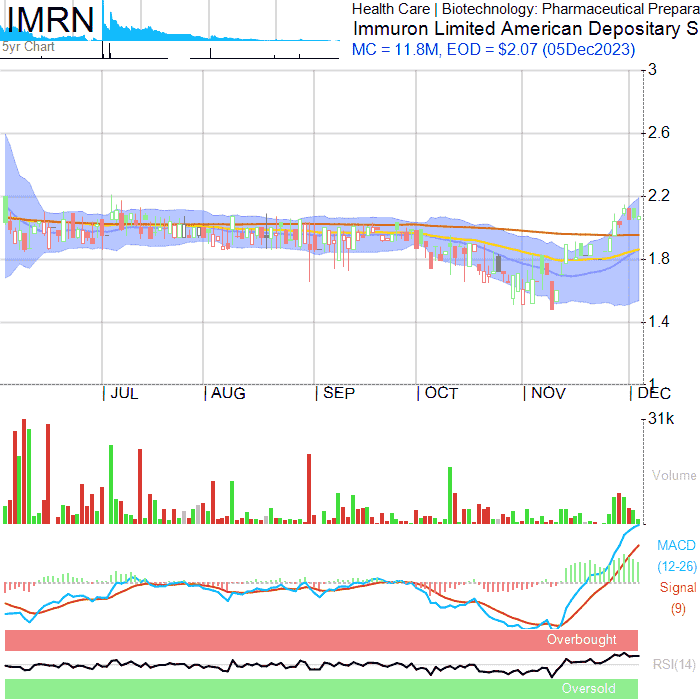 IMRN
Health Care | Biotechnology: Pharmaceutical Prepara
Immuron Limited American Depositary S
MC = 11.8M, EOD = $2.07 (05Dec2023)
5yr Chart
3
2.6
2.2
1.8
1.4
1
| JUL | AUG | SEP | OCT | NOV | DEC
31k
Volume
MACD
(12-26)
Signal
(9)
Overbought
RSI(14)
Oversold